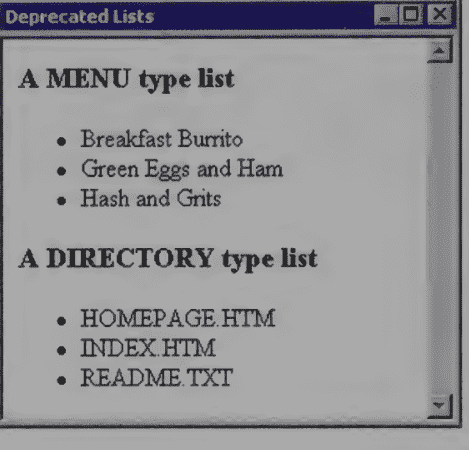 Deprecated Lists
A MENU type list
• Breakfast Burrito
• Green Eggs and Ham
• Hash and Grits
A DIRECTORY type list
• HOMEPAGE.HTM
• INDEX.HTM
• README.TXT